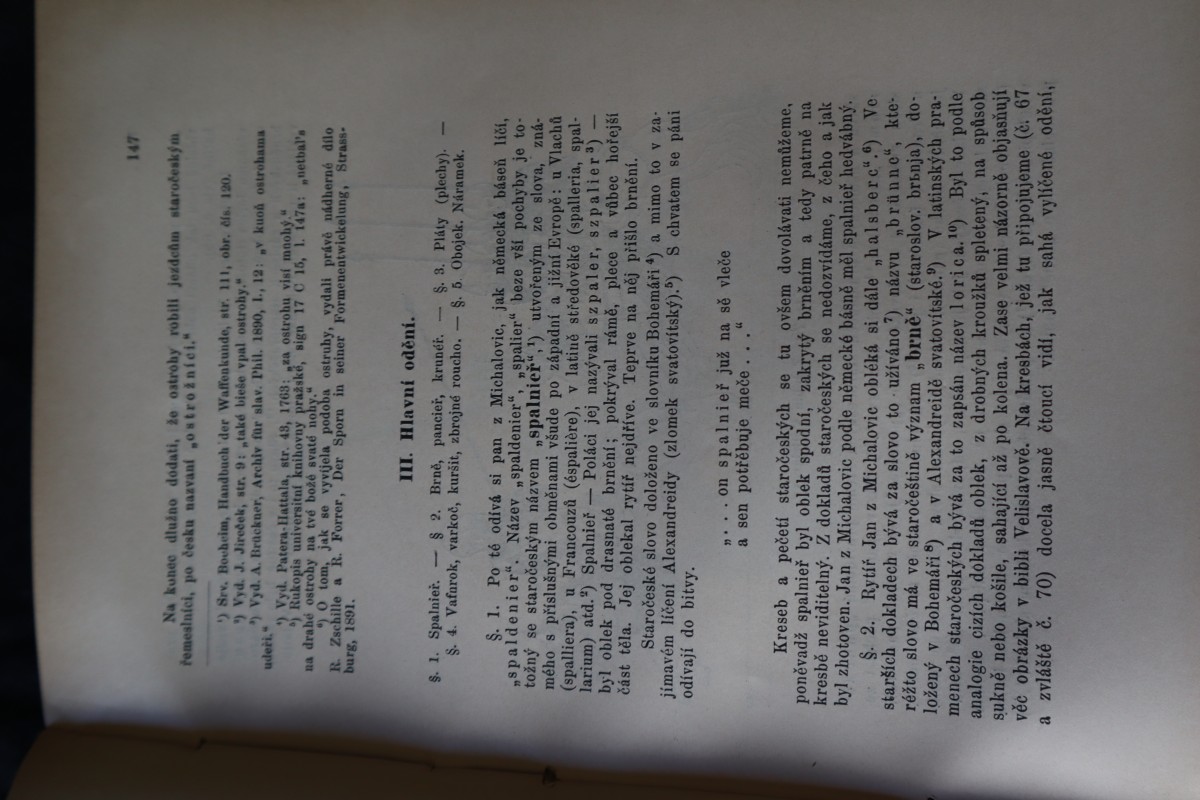 147
Na konec dlužno dodati, že ostrohy robili jezdcům staročeským
řemeslníci, po česku nazvaní „ostrožníci.“
¹) Srv. Boeheim, Handbuch der Waffenkunde, str. 111, obr. čís. 120.
²) Vyd. J. Jireček, str. 9: „také bieše vpal ostrohy.“
³) Vyd. A. Brückner, Archiv für slav. Phil. 1890, I., 12: „v kuoň ostrohama
udeři.“
⁴) Vyd. Patera-Hattala, str. 43, 1763: „za ostrohu visí mnohý.“
⁵) Rukopis universitní knihovny pražské, sign 17 C 15, l. 147a: „netbal's
na drahé ostrohy na tvé božé svaté nohy.“
⁶) O tom, jak se vyvíjela podoba ostruhy, vydali právě nádherné dílo
R. Zschille a R. Forrer, Der Sporn in seiner Formenentwickelung, Strass-
burg, 1891.
III. Hlavní odění.
§. 1. Spalnieř. — §. 2. Brně, pancieř, krunéř. — §. 3. Pláty (plechy). —
§. 4. Vafarok, varkoč, kuršit, zbrojné roucho. — §. 5. Obojek. Náramek.
§. 1. Po té odívá si pan z Michalovic, jak německá báseň líčí,
„spaldenier“. Název „spaldenier“, „spalier“ beze vší pochyby je to-
tožný se staročeským názvem „spalnieř“,¹) utvořeným ze slova, zná-
mého s příslušnými obměnami všude po západní a jižní Evropě: u Vlachů
(spalliera), u Francouzů (éspalière), v latině středověké (spalleria, spal-
larium) atd.²) Spalnieř — Poláci jej nazývali szpaler, szpalier³) —
byl oblek pod drasnaté brnění; pokrýval rámě, plece a vůbec hořejší
část těla. Jej oblekal rytíř nejdříve. Teprve na něj přišlo brnění.
Staročeské slovo doloženo ve slovníku Bohemáři⁴) a mimo to v za-
jímavém líčení Alexandreidy (zlomek svatovítský).⁵) S chvatem se páni
odívají do bitvy.
„. . . on spalnieř juž na sě vleče
a sen potřěbuje meče . . .“
Kreseb a pečetí staročeských se tu ovšem dovolávati nemůžeme,
poněvadž spalnieř byl oblek spodní, zakrytý brněním a tedy patrně na
kresbě neviditelný. Z dokladů staročeských se nedozvídáme, z čeho a jak
byl zhotoven. Jan z Michalovic podle německé básně měl spalnieř hedvábný.
§. 2. Rytíř Jan z Michalovic obléká si dále „halsberc“.⁶) Ve
starších dokladech bývá za slovo to užíváno⁷) názvu „brünne“, kte-
réžto slovo má ve staročeštině význam „brně“ (staroslov. brbnja), do-
ložený v Bohemáři⁸) a v Alexandreidě svatovítské.⁹) V latinských pra-
menech staročeských bývá za to zapsán název lorica.¹⁰) Byl to podle
analogie cizích dokladů oblek, z drobných kroužků spletený, na spůsob
sukně nebo košile, sahající až po kolena. Zase velmi názorně objasňují
věc obrázky v bibli Velislavově. Na kresbách, jež tu připojujeme (č. 67
a zvláště č. 70) docela jasně čtoucí vidí, jak sahá vylíčené odění,